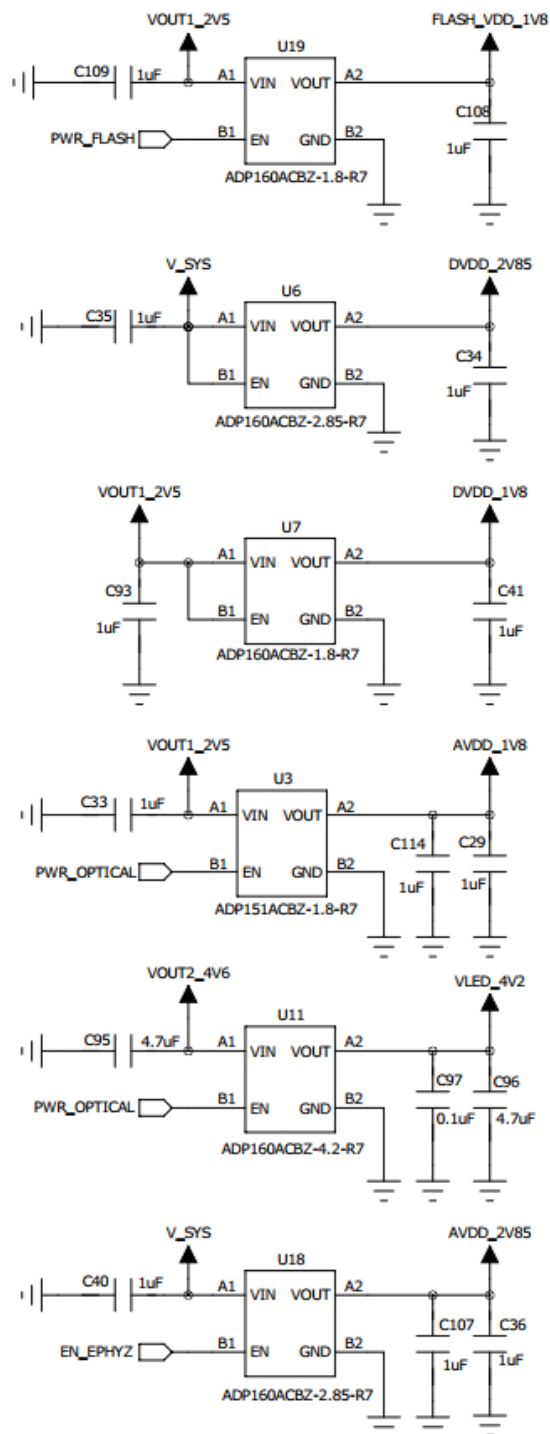 VOUT1_2V5 FLASH_VDD_1V8
U19
C109 1uF A1 VIN VOUT A2
C108
1uF
PWR_FLASH B1 EN GND B2
ADP160ACBZ-1.8-R7
V_SYS DVDD_2V85
U6
C35 1uF A1 VIN VOUT A2
C34
1uF
B1 EN GND B2
ADP160ACBZ-2.85-R7
VOUT1_2V5 DVDD_1V8
U7
A1 VIN VOUT A2
C93 C41
1uF B1 EN GND B2 1uF
ADP160ACBZ-1.8-R7
VOUT1_2V5 AVDD_1V8
U3
C33 1uF A1 VIN VOUT A2
C114 C29
PWR_OPTICAL B1 EN GND B2 1uF 1uF
ADP151ACBZ-1.8-R7
VOUT2_4V6 VLED_4V2
U11
C95 4.7uF A1 VIN VOUT A2
C97 C96
PWR_OPTICAL B1 EN GND B2 0.1uF 4.7uF
ADP160ACBZ-4.2-R7
V_SYS AVDD_2V85
U18
C40 1uF A1 VIN VOUT A2
C107 C36
EN_EPHYZ B1 EN GND B2 1uF 1uF
ADP160ACBZ-2.85-R7